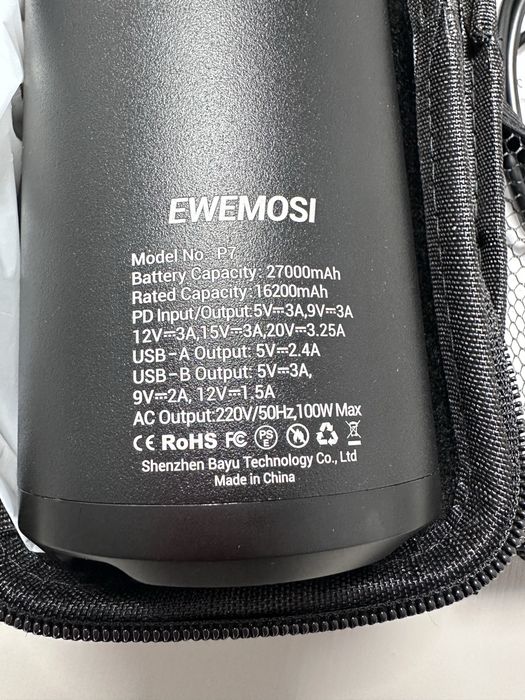 EWEMOSI
Model No: P7
Battery Capacity: 27000mAh
Rated Capacity:16200mAh
PD Input/Output:5V⎓3A,9V⎓3A
12V⎓3A,15V⎓3A,20V⎓3.25A
USB-A Output: 5V⎓2.4A
USB-B Output: 5V⎓3A,
9V⎓2A, 12V⎓1.5A
AC Output:220V/50Hz,100W Max
CE RoHS FC PSE
Shenzhen Bayu Technology Co., Ltd
Made in China